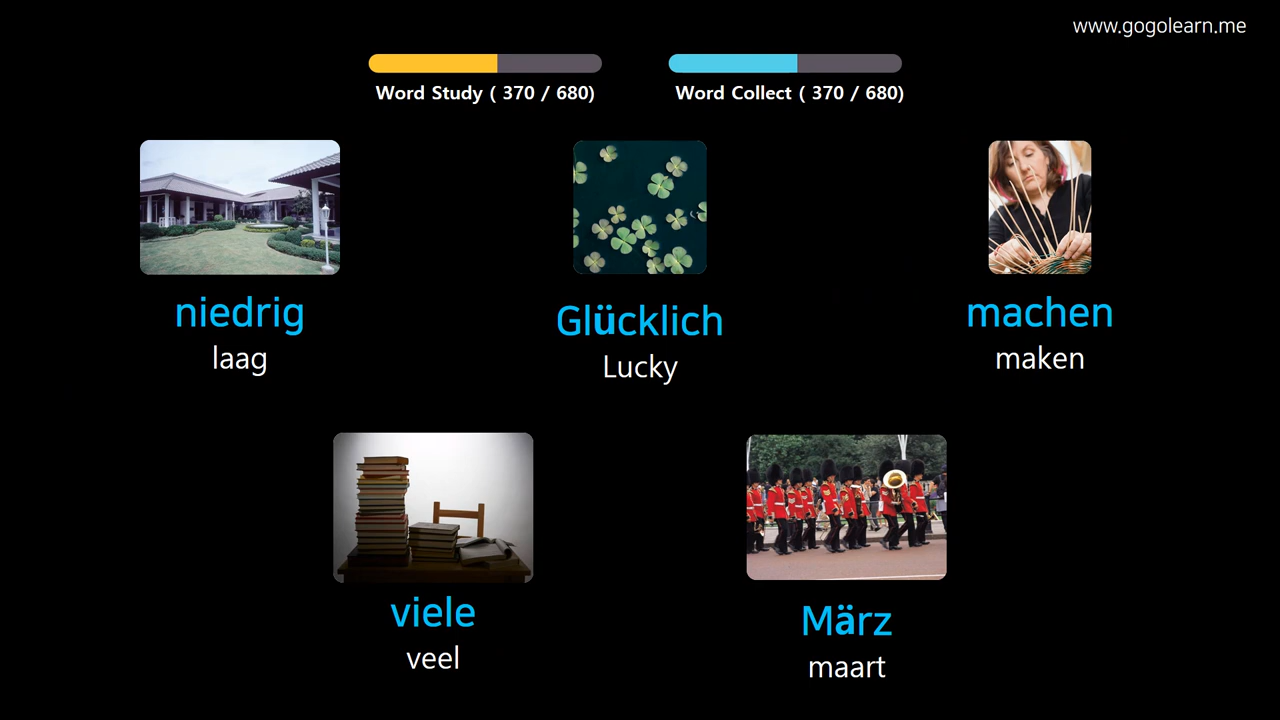 www.gogolearn.me
Word Study ( 370 / 680)
Word Collect ( 370 / 680)
niedrig
laag
Glücklich
Lucky
machen
maken
viele
veel
März
maart